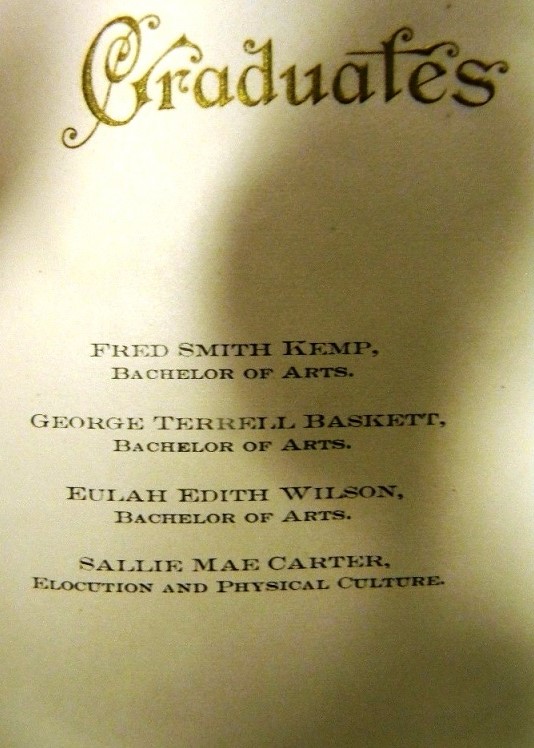 Graduates
FRED SMITH KEMP,
BACHELOR OF ARTS.
GEORGE TERRELL BASKETT,
BACHELOR OF ARTS.
EULAH EDITH WILSON,
BACHELOR OF ARTS.
SALLIE MAE CARTER,
ELOCUTION AND PHYSICAL CULTURE.